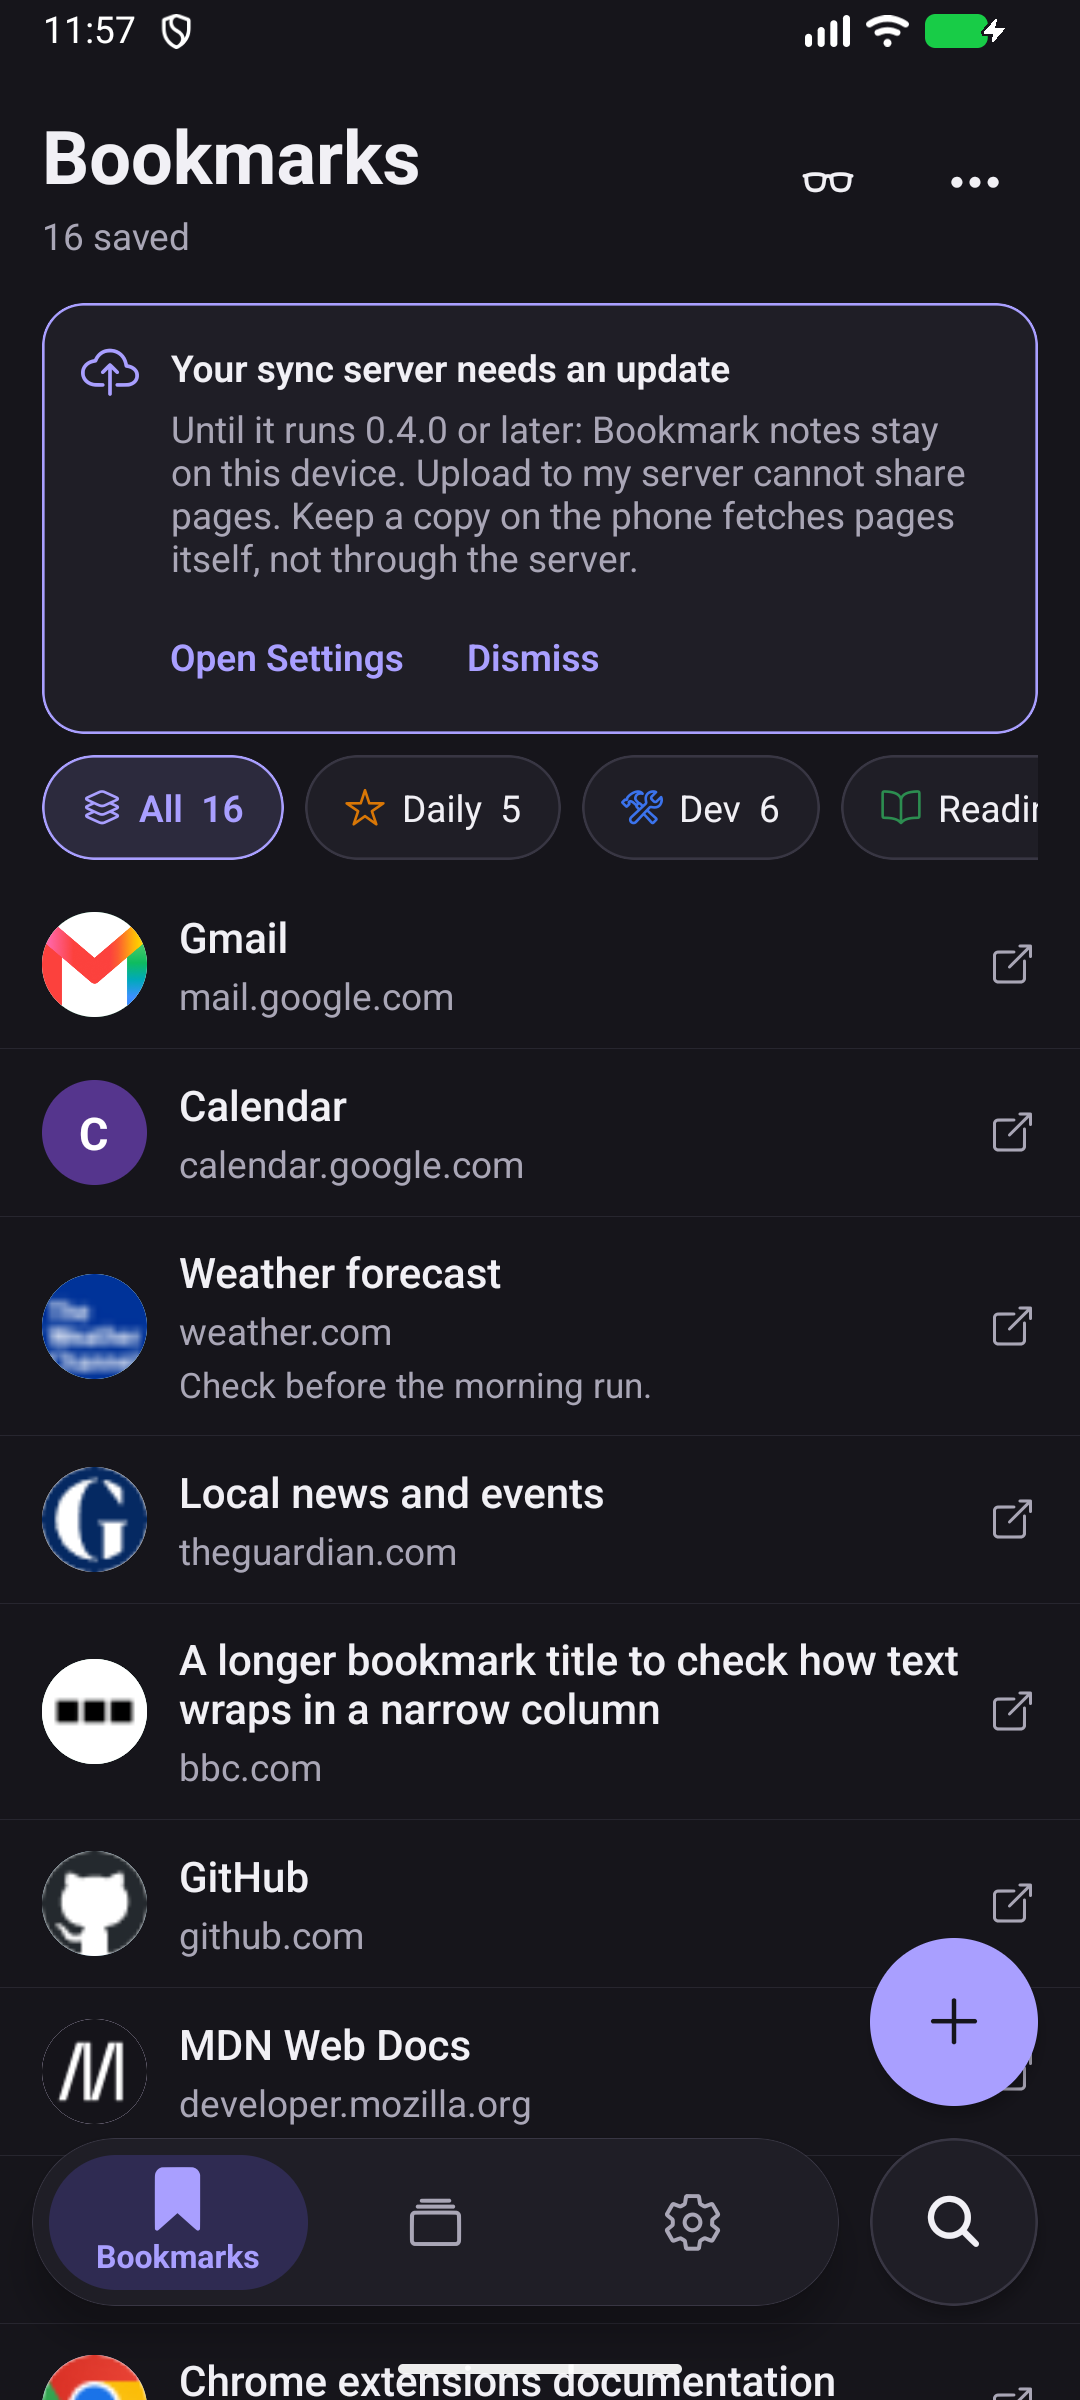 11:57
Bookmarks
16 saved
Your sync server needs an update
Until it runs 0.4.0 or later: Bookmark notes stay
on this device. Upload to my server cannot share
pages. Keep a copy on the phone fetches pages
itself, not through the server.
Open Settings Dismiss
All 16 Daily 5 Dev 6
Gmail
mail.google.com
C
Calendar
calendar.google.com
Weather forecast
The
Weather
Channel
weather.com
Check before the morning run.
Local news and events
theguardian.com
A longer bookmark title to check how text
wraps in a narrow column
bbc.com
GitHub
github.com
MDN Web Docs
developer.mozilla.org
Bookmarks
Chrome extensions documentation